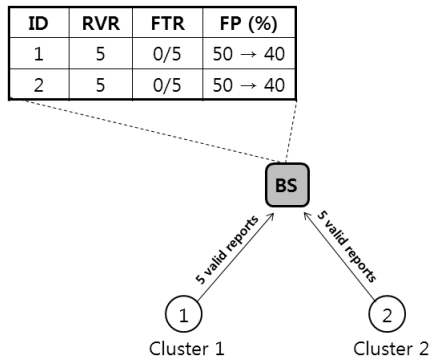 ID RVR FTR FP (%)
1 5 0/5 50 → 40
2 5 0/5 50 → 40
BS
5 valid reports
5 valid reports
1
2
Cluster 1
Cluster 2